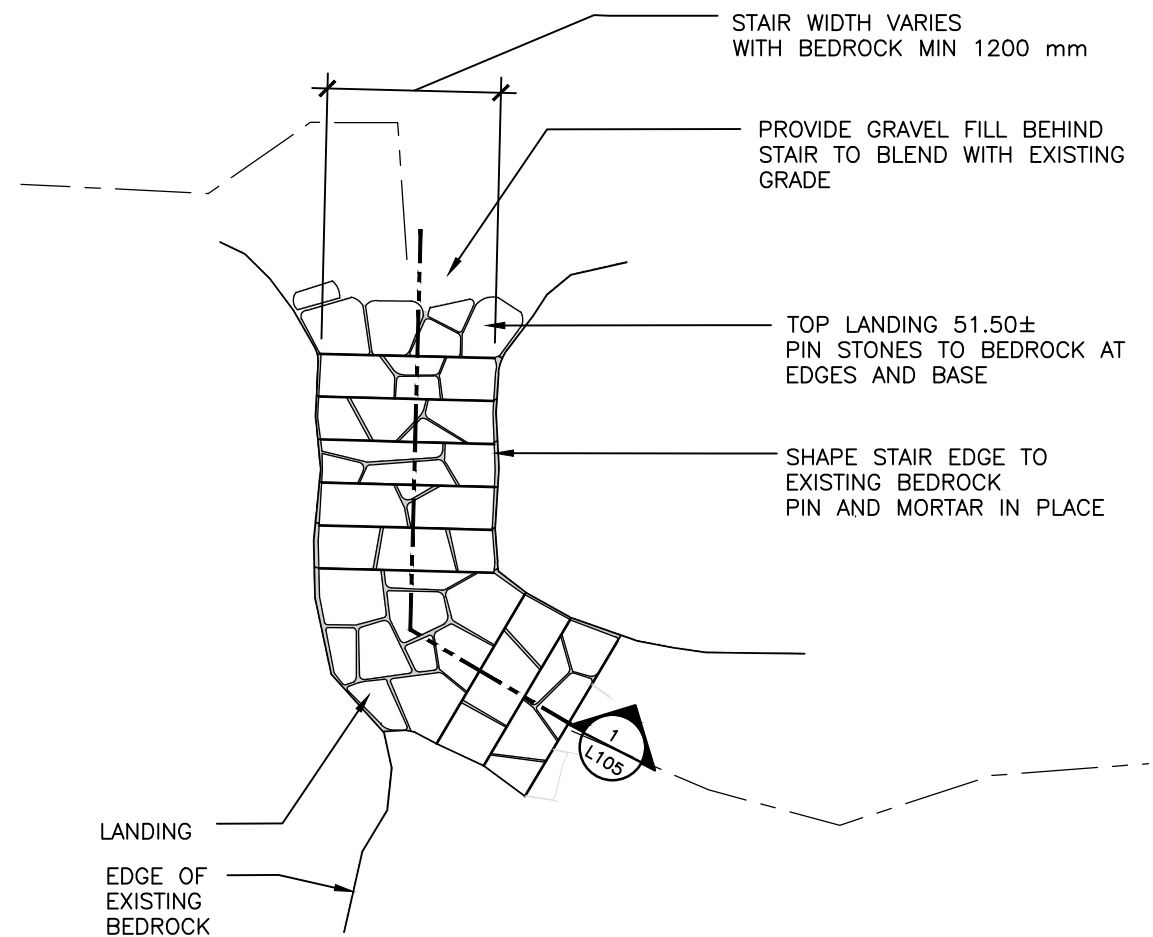 STAIR WIDTH VARIES
WITH BEDROCK MIN 1200 mm
PROVIDE GRAVEL FILL BEHIND
STAIR TO BLEND WITH EXISTING
GRADE
TOP LANDING 51.50±
PIN STONES TO BEDROCK AT
EDGES AND BASE
SHAPE STAIR EDGE TO
EXISTING BEDROCK
PIN AND MORTAR IN PLACE
1
L105
LANDING
EDGE OF
EXISTING
BEDROCK